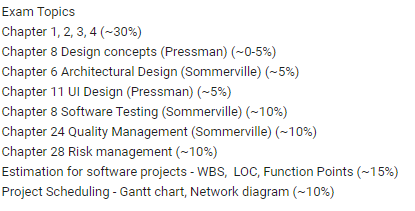 Exam Topics
Chapter 1, 2, 3, 4 (~30%)
Chapter 8 Design concepts (Pressman) (~0-5%)
Chapter 6 Architectural Design (Sommerville) (~5%)
Chapter 11 UI Design (Pressman) (~5%)
Chapter 8 Software Testing (Sommerville) (~10%)
Chapter 24 Quality Management (Sommerville) (~10%)
Chapter 28 Risk management (~10%)
Estimation for software projects - WBS, LOC, Function Points (~15%)
Project Scheduling - Gantt chart, Network diagram (~10%)